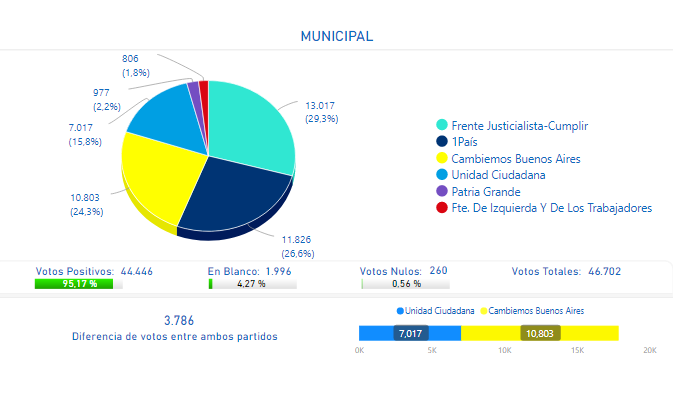 MUNICIPAL
806
(1,8%)
977
(2,2%)
7.017
(15,8%)
10.803
(24,3%)
13.017
(29,3%)
11.826
(26,6%)
Frente Justicialista-Cumplir
1País
Cambiemos Buenos Aires
Unidad Ciudadana
Patria Grande
Fte. De Izquierda Y De Los Trabajadores
Votos Positivos: 44.446
95,17 %
En Blanco: 1.996
4,27 %
Votos Nulos: 260
0,56 %
Votos Totales: 46.702
3.786
Diferencia de votos entre ambos partidos
Unidad Ciudadana Cambiemos Buenos Aires
7,017 10,803
0K 5K 10K 15K 20K